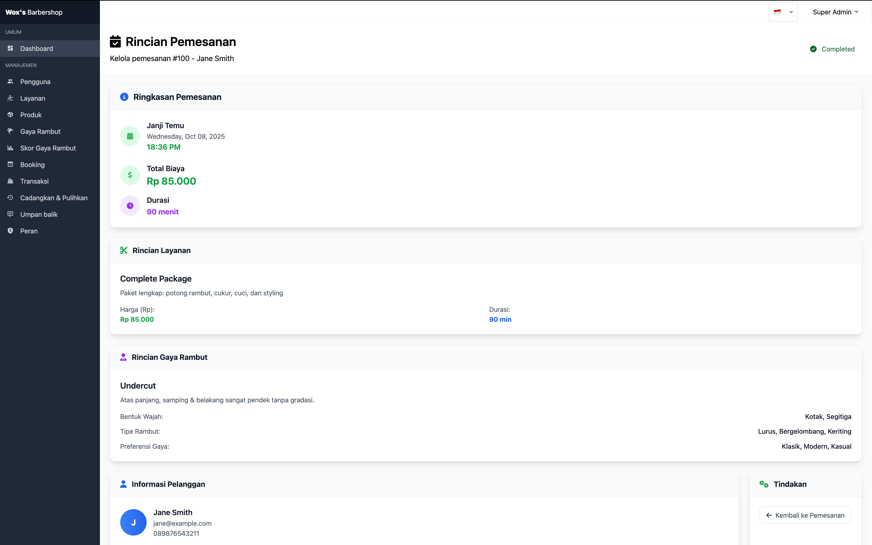 Wox's Barbershop
Super Admin
UMUM
Dashboard
MANAJEMEN
Pengguna
Layanan
Produk
Gaya Rambut
Skor Gaya Rambut
Booking
Transaksi
Cadangkan & Pulihkan
Umpan balik
Peran
Rincian Pemesanan
Kelola pemesanan #100 - Jane Smith
Completed
Ringkasan Pemesanan
Janji Temu
Wednesday, Oct 08, 2025
18:36 PM
Total Biaya
Rp 85.000
Durasi
90 menit
Rincian Layanan
Complete Package
Paket lengkap: potong rambut, cukur, cuci, dan styling
Harga (Rp): Durasi:
Rp 85.000 90 min
Rincian Gaya Rambut
Undercut
Atas panjang, samping & belakang sangat pendek tanpa gradasi.
Bentuk Wajah: Kotak, Segitiga
Tipe Rambut: Lurus, Bergelombang, Keriting
Preferensi Gaya: Klasik, Modern, Kasual
Informasi Pelanggan
J
Jane Smith
jane@example.com
089876543211
Tindakan
Kembali ke Pemesanan